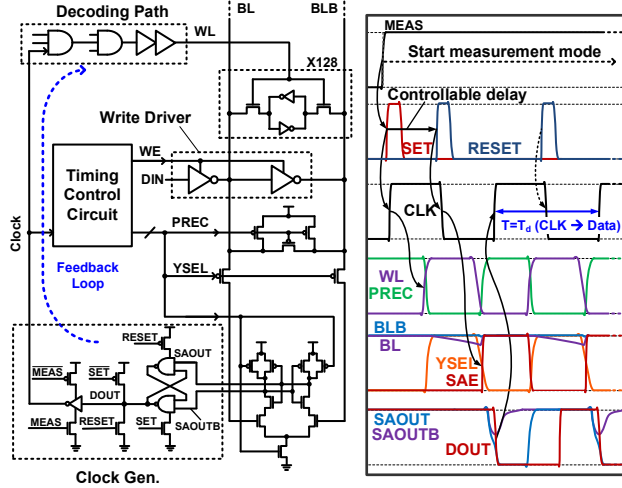 Decoding Path
WL
BL
BLB
X128
Write Driver
WE
DIN
Timing
Control
Circuit
PREC
Clock
Feedback
Loop
YSEL
RESET
SAOUT
MEAS
SET
DOUT
MEAS
RESET
SET
SAOUTB
Clock Gen.
MEAS
Start measurement mode
Controllable delay
SET
RESET
CLK
T=Td (CLK → Data)
WL
PREC
BLB
BL
YSEL
SAE
SAOUT
SAOUTB
DOUT